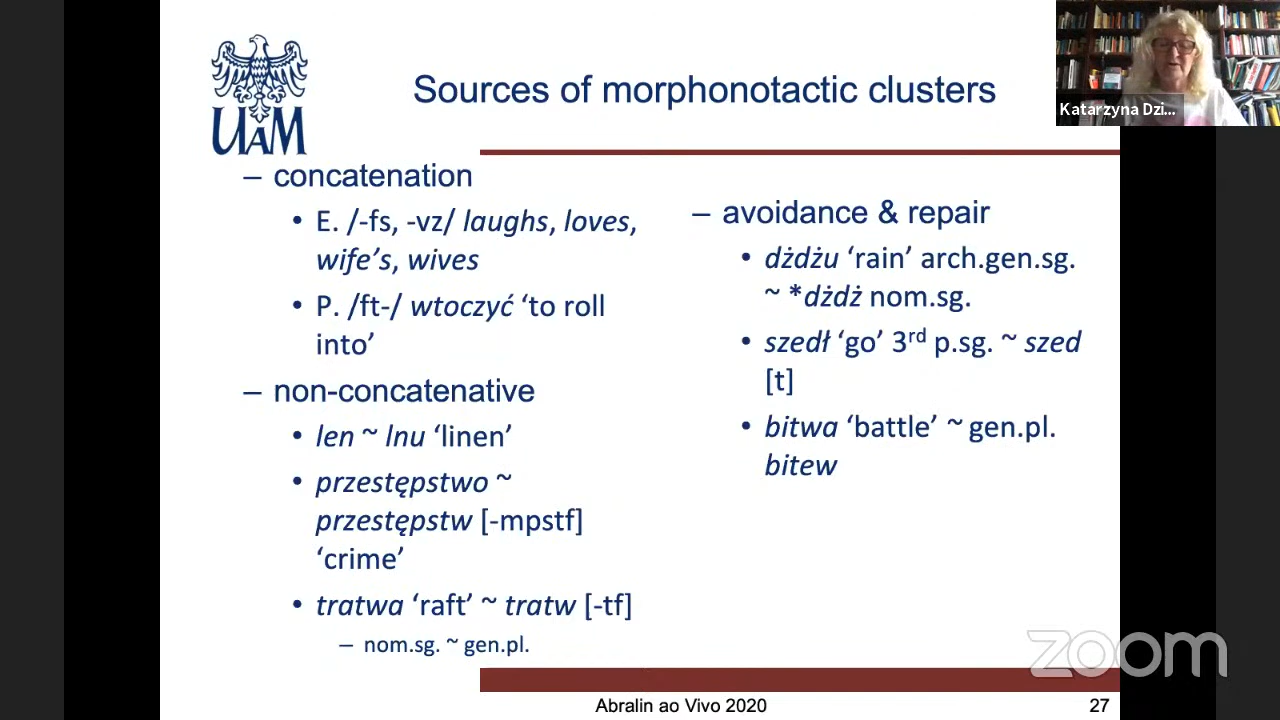 UAM
Sources of morphonotactic clusters
Katarzyna Dzi...
– concatenation
• E. /-fs, -vz/ laughs, loves,
wife's, wives
• P. /ft-/ wtoczyć ‘to roll
into’
– non-concatenative
• len ~ lnu ‘linen’
• przestępstwo ~
przestępstw [-mpstf]
‘crime’
• tratwa ‘raft’ ~ tratw [-tf]
– nom.sg. ~ gen.pl.
– avoidance & repair
• dżdżu ‘rain’ arch.gen.sg.
~ *dżdż nom.sg.
• szedł ‘go’ 3rd p.sg. ~ szed
[t]
• bitwa ‘battle’ ~ gen.pl.
bitew
zoom
Abralin ao Vivo 2020
27